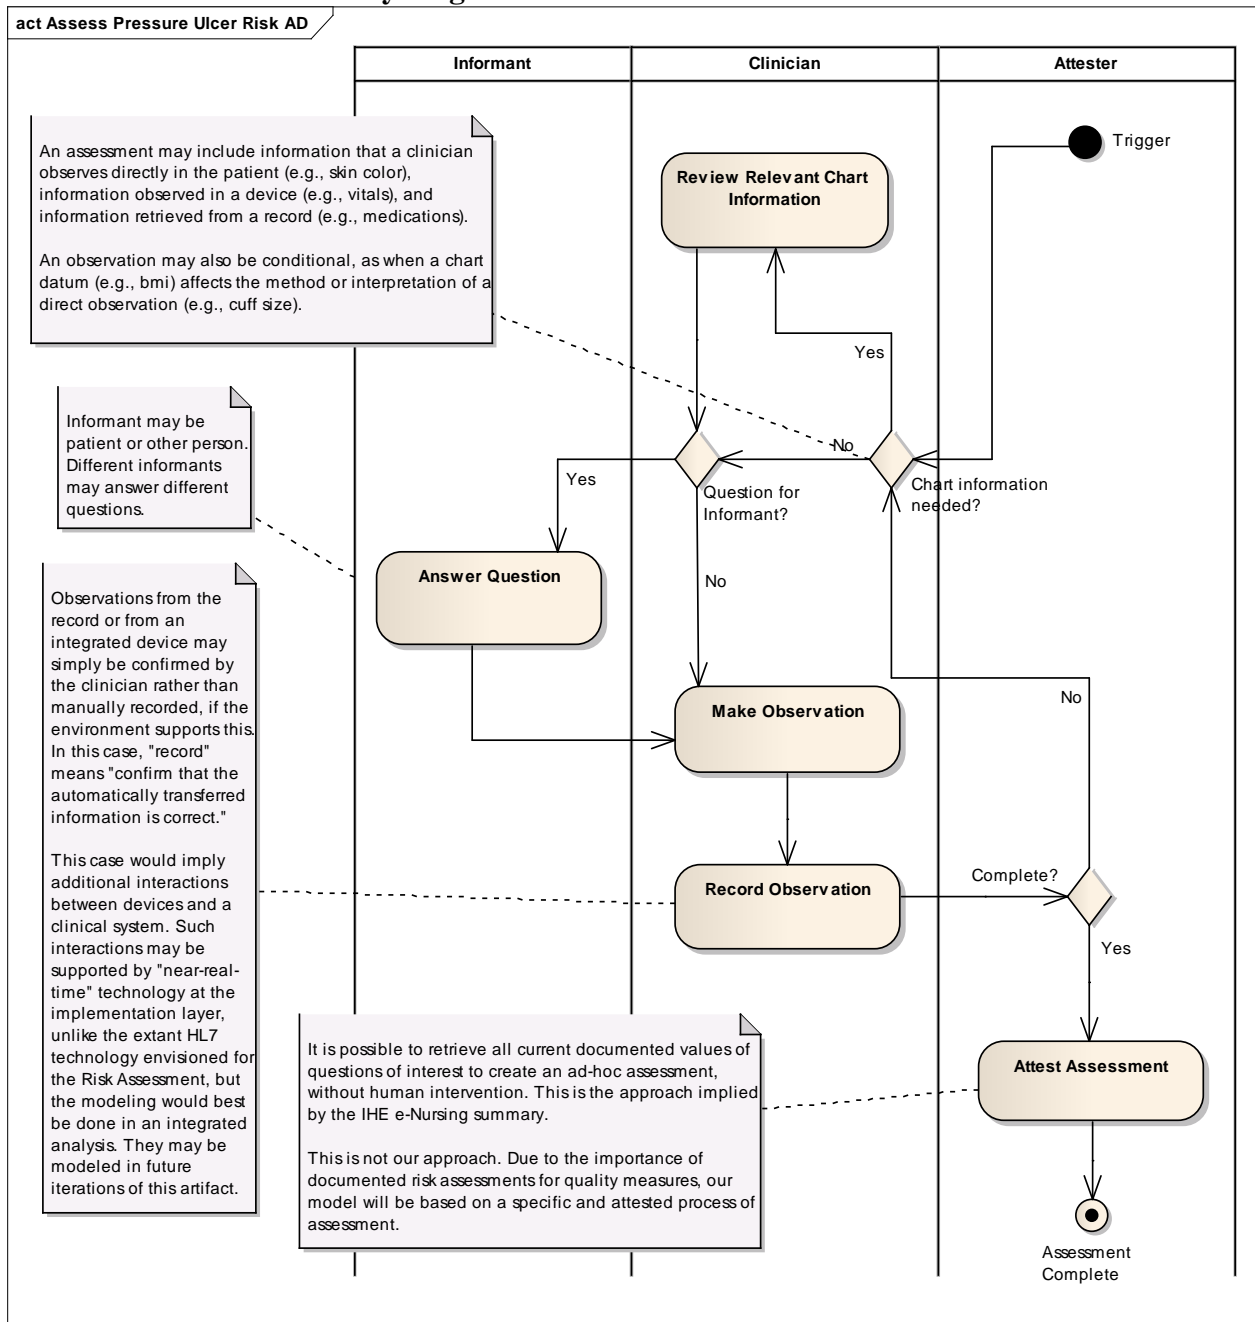 act Assess Pressure Ulcer Risk AD
Informant
Clinician
Attester
Trigger
An assessment may include information that a clinician
observes directly in the patient (e.g., skin color),
information observed in a device (e.g., vitals), and
information retrieved from a record (e.g., medications).
An observation may also be conditional, as when a chart
datum (e.g., bmi) affects the method or interpretation of a
direct observation (e.g., cuff size).
Review Relevant Chart
Information
Yes
Informant may be
patient or other person.
Different informants
may answer different
questions.
No
Yes
Question for
Informant?
Chart information
needed?
Answer Question
No
Observations from the
record or from an
integrated device may
simply be confirmed by
the clinician rather than
manually recorded, if the
environment supports this.
In this case, "record"
means "confirm that the
automatically transferred
information is correct."
This case would imply
additional interactions
between devices and a
clinical system. Such
interactions may be
supported by "near-real-
time" technology at the
implementation layer,
unlike the extant HL7
technology envisioned for
the Risk Assessment, but
the modeling would best
be done in an integrated
analysis. They may be
modeled in future
iterations of this artifact.
Make Observation
No
Record Observation
Complete?
Yes
It is possible to retrieve all current documented values of
questions of interest to create an ad-hoc assessment,
without human intervention. This is the approach implied
by the IHE e-Nursing summary.
This is not our approach. Due to the importance of
documented risk assessments for quality measures, our
model will be based on a specific and attested process of
assessment.
Attest Assessment
Assessment
Complete